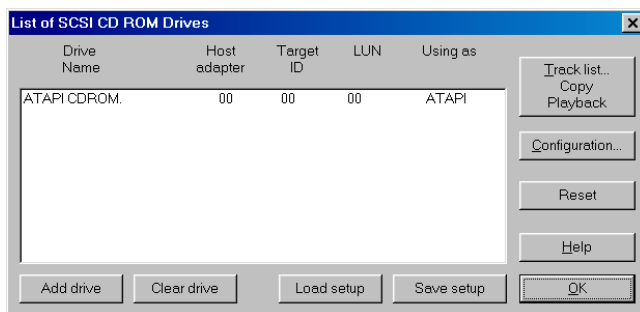 List of SCSI CD ROM Drives
Drive Name
Host adapter
Target ID
LUN
Using as
ATAPI CDROM. 00 00 00 ATAPI
Track list...
Copy
Playback
Configuration...
Reset
Help
OK
Add drive
Clear drive
Load setup
Save setup